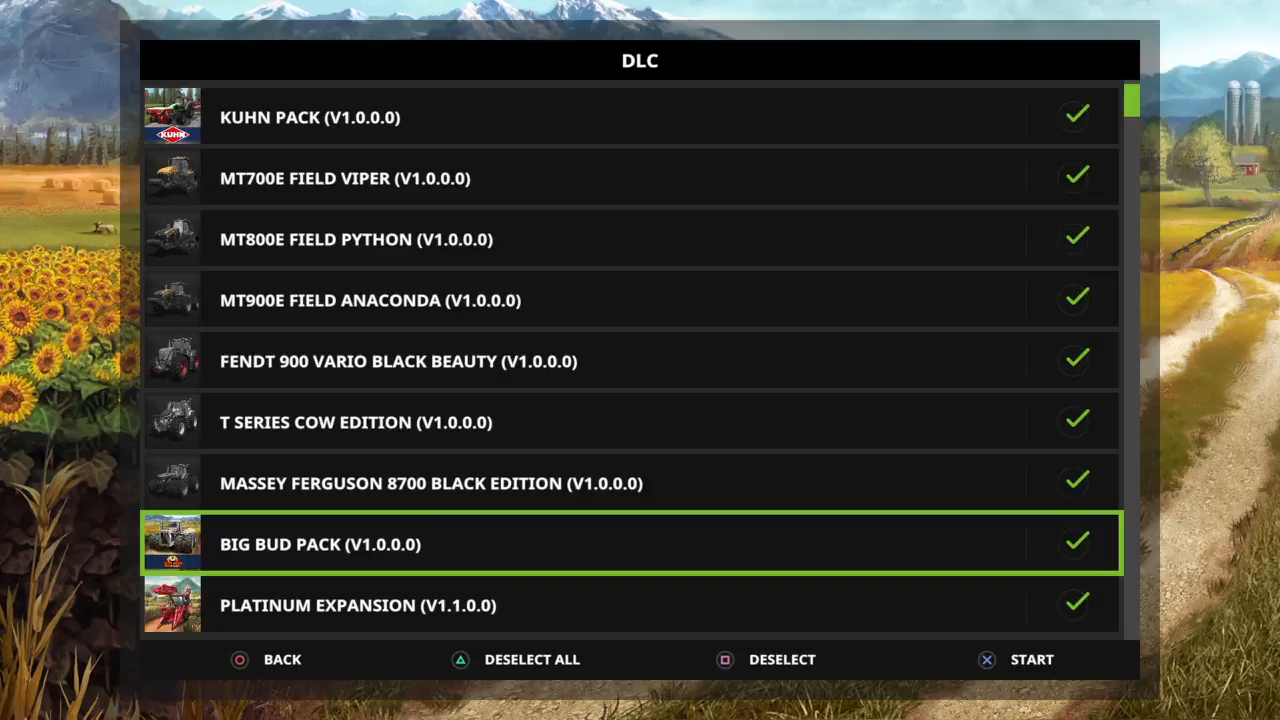 DLC
KUHN PACK (V1.0.0.0)
KUHN
MT700E FIELD VIPER (V1.0.0.0)
MT800E FIELD PYTHON (V1.0.0.0)
MT900E FIELD ANACONDA (V1.0.0.0)
FENDT 900 VARIO BLACK BEAUTY (V1.0.0.0)
T SERIES COW EDITION (V1.0.0.0)
MASSEY FERGUSON 8700 BLACK EDITION (V1.0.0.0)
BIG BUD PACK (V1.0.0.0)
PLATINUM EXPANSION (V1.1.0.0)
BACK DESELECT ALL DESELECT START